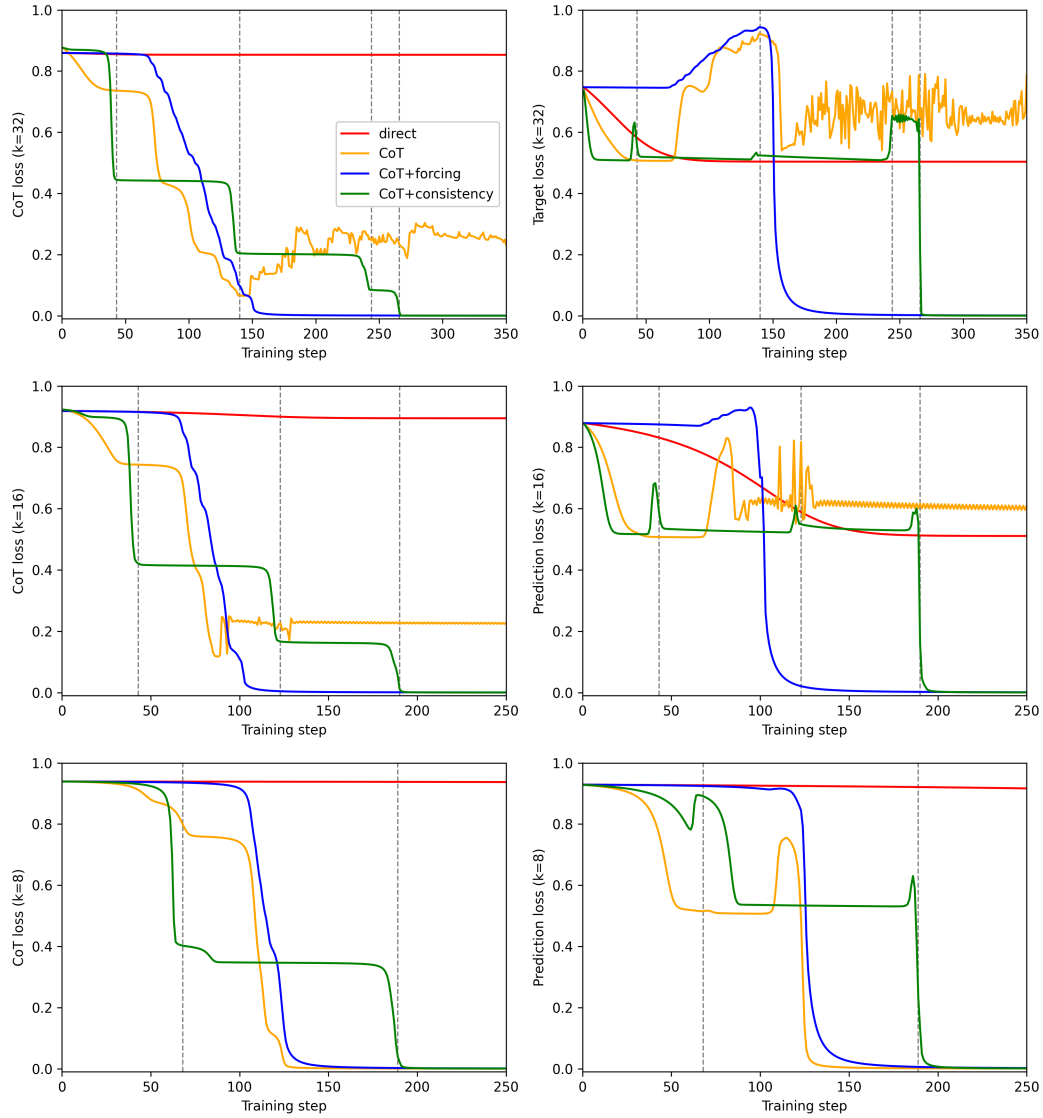 1.0
0.8
0.6
0.4
0.2
0.0
CoT loss (k=32)
0 50 100 150 200 250 300 350
Training step
direct
CoT
CoT+forcing
CoT+consistency
1.0
0.8
0.6
0.4
0.2
0.0
Target loss (k=32)
0 50 100 150 200 250 300 350
Training step
1.0
0.8
0.6
0.4
0.2
0.0
CoT loss (k=16)
0 50 100 150 200 250
Training step
1.0
0.8
0.6
0.4
0.2
0.0
Prediction loss (k=16)
0 50 100 150 200 250
Training step
1.0
0.8
0.6
0.4
0.2
0.0
CoT loss (k=8)
0 50 100 150 200 250
Training step
1.0
0.8
0.6
0.4
0.2
0.0
Prediction loss (k=8)
0 50 100 150 200 250
Training step